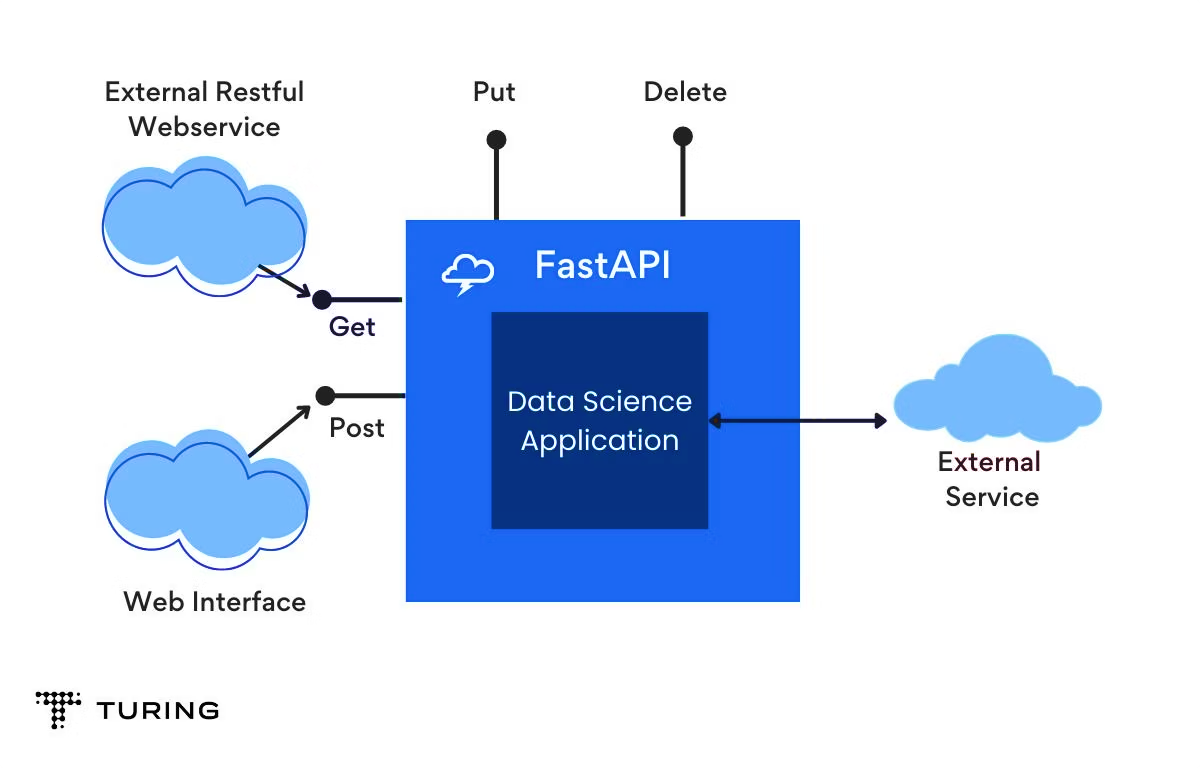 External Restful
Webservice
Put
Delete
FastAPI
Get
Data Science
Application
Post
External
Service
Web Interface
TURING